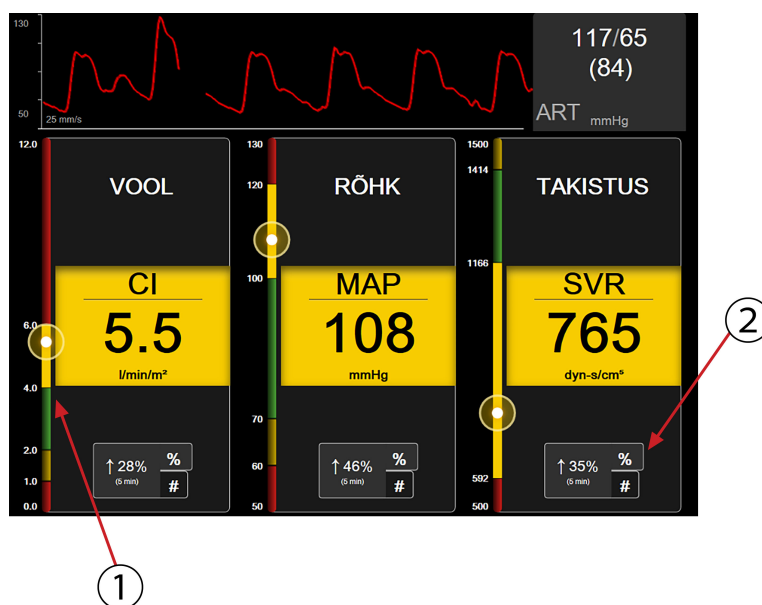 130
50
25 mm/s
117/65
(84)
ART mmHg
12.0
6.0
4.0
2.0
1.0
0.0
VOOL
CI
5.5
l/min/m²
↑28%
(5 min)
%
#
130
120
100
70
60
50
RÕHK
MAP
108
mmHg
↑46%
(5 min)
%
#
1500
1414
1166
592
500
TAKISTUS
SVR
765
dyn-s/cm⁵
↑35%
(5 min)
%
#
1
2